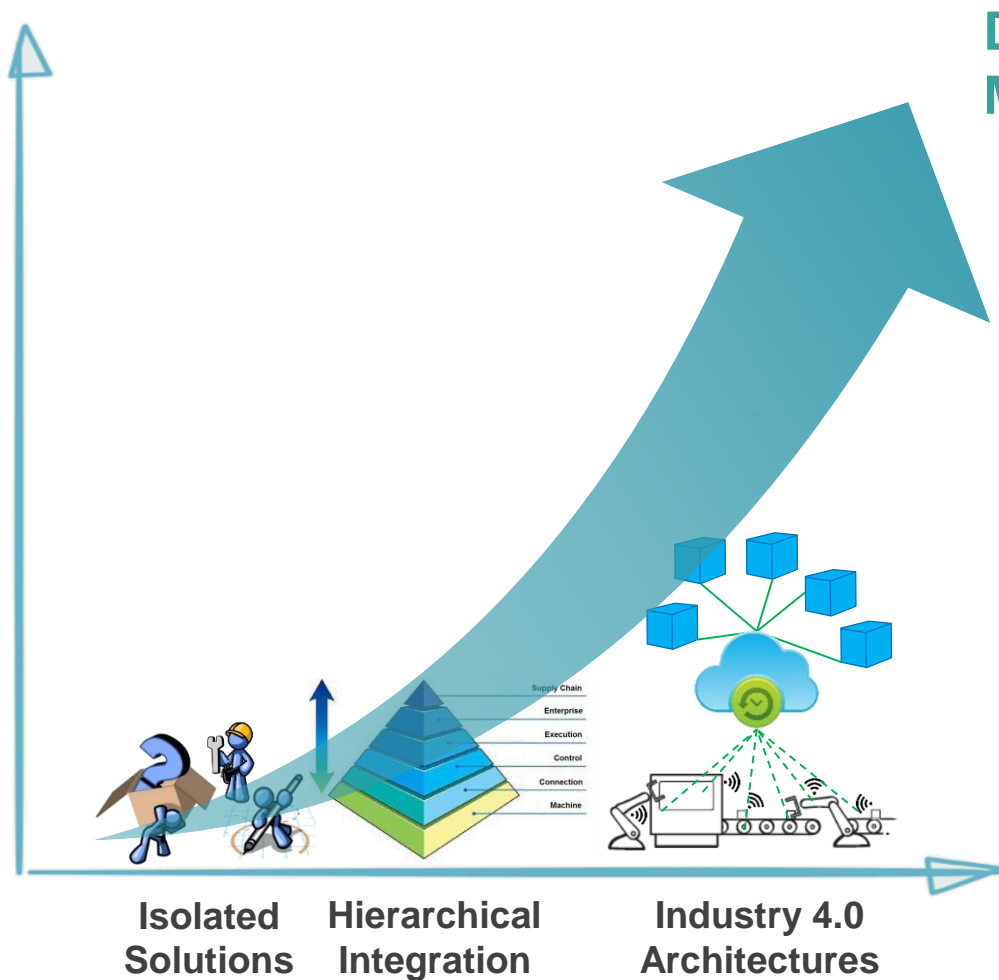 D
M
Supply Chain
Enterprise
Execution
Control
Connection
Machine
Isolated
Solutions
Hierarchical
Integration
Industry 4.0
Architectures